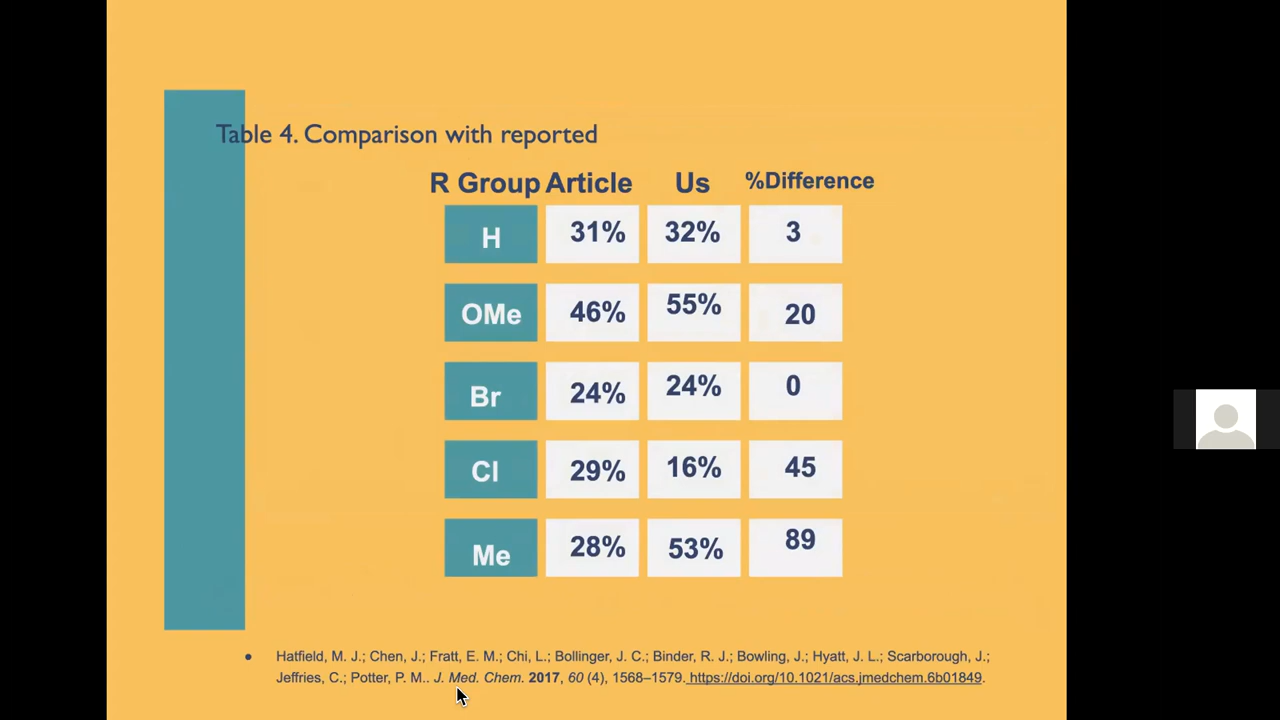 Table 4. Comparison with reported
R Group Article Us %Difference
H 31% 32% 3
OMe 46% 55% 20
Br 24% 24% 0
Cl 29% 16% 45
Me 28% 53% 89
• Hatfield, M. J.; Chen, J.; Fratt, E. M.; Chi, L.; Bollinger, J. C.; Binder, R. J.; Bowling, J.; Hyatt, J. L.; Scarborough, J.;
Jeffries, C.; Potter, P. M.. J. Med. Chem. 2017, 60 (4), 1568–1579. https://doi.org/10.1021/acs.jmedchem.6b01849.